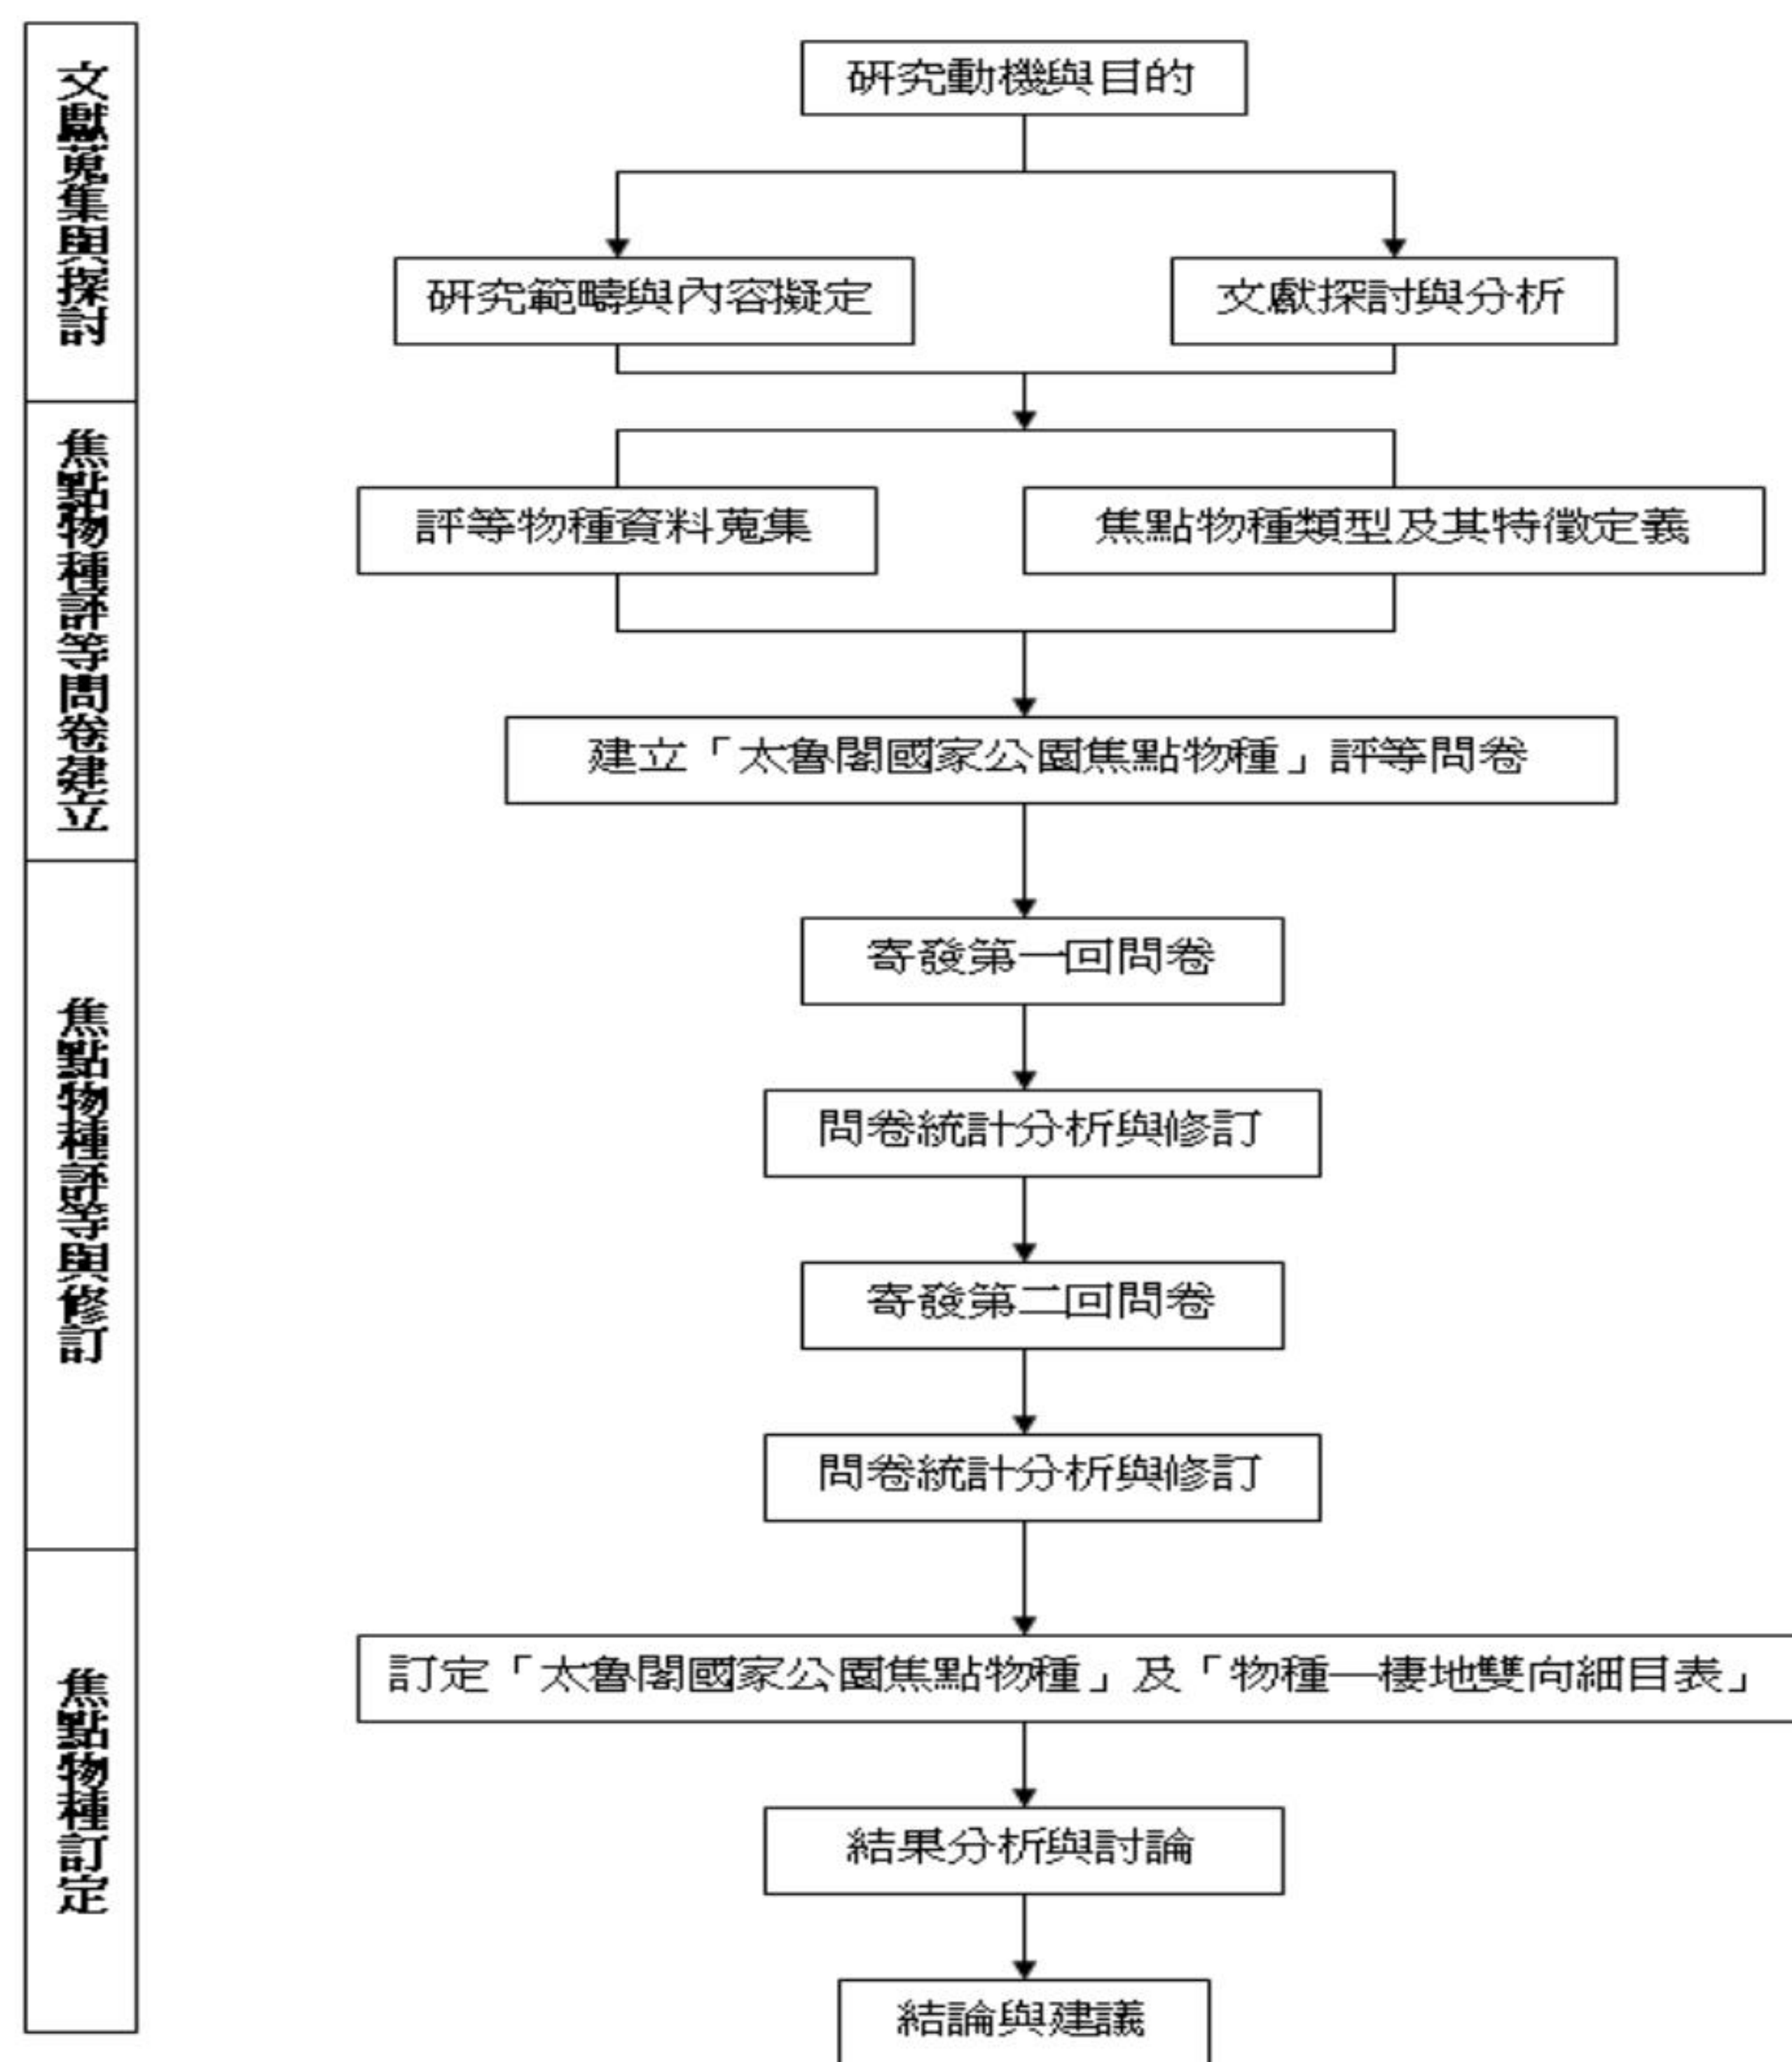 文獻蒐集與探討
研究動機與目的
研究範疇與內容擬定
文獻探討與分析
焦點物種評等問卷建立
評等物種資料蒐集
焦點物種類型及其特徵定義
建立「太魯閣國家公園焦點物種」評等問卷
焦點物種評等與修訂
寄發第一回問卷
問卷統計分析與修訂
寄發第二回問卷
問卷統計分析與修訂
焦點物種訂定
訂定「太魯閣國家公園焦點物種」及「物種—棲地雙向細目表」
結果分析與討論
結論與建議